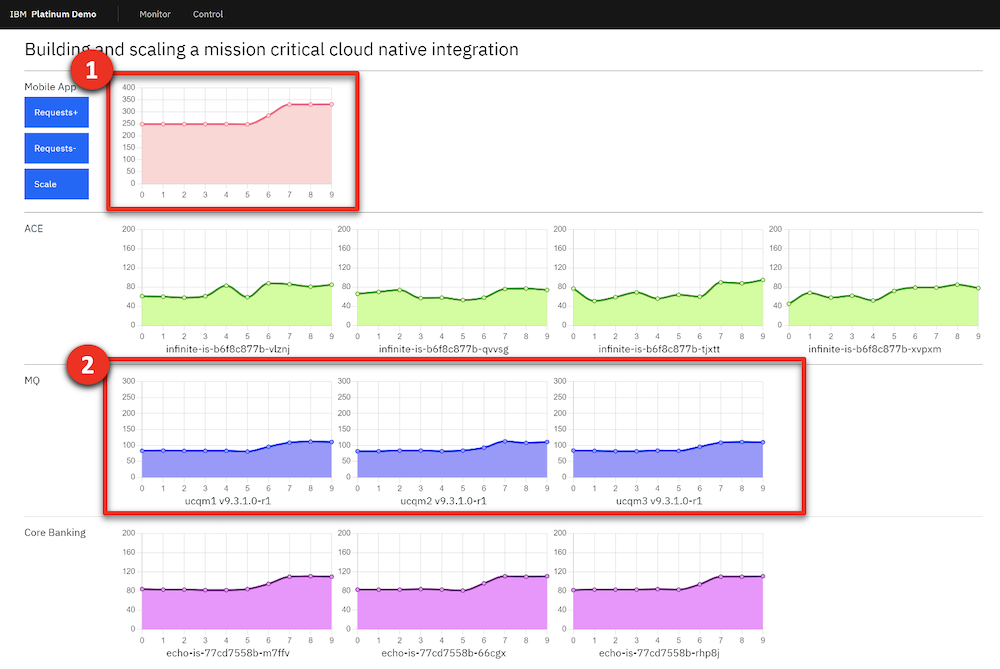 IBM Platinum Demo Monitor Control
Building and scaling a mission critical cloud native integration
1
Mobile App
Requests+
Requests-
Scale
400
350
300
250
200
150
100
50
0
0 1 2 3 4 5 6 7 8 9
ACE
200 200 200 200
160 160 160 160
120 120 120 120
80 80 80 80
40 40 40 40
0 0 0 0
0 1 2 3 4 5 6 7 8 9 0 1 2 3 4 5 6 7 8 9 0 1 2 3 4 5 6 7 8 9 0 1 2 3 4 5 6 7 8 9
infinite-is-b6f8c877b-vlznj infinite-is-b6f8c877b-qvvsg infinite-is-b6f8c877b-tjxtt infinite-is-b6f8c877b-xvpxm
2
MQ
300 300 300
250 250 250
200 200 200
150 150 150
100 100 100
50 50 50
0 0 0
0 1 2 3 4 5 6 7 8 9 0 1 2 3 4 5 6 7 8 9 0 1 2 3 4 5 6 7 8 9
ucqm1 v9.3.1.0-r1 ucqm2 v9.3.1.0-r1 ucqm3 v9.3.1.0-r1
Core Banking
200 200 200
160 160 160
120 120 120
80 80 80
40 40 40
0 0 0
0 1 2 3 4 5 6 7 8 9 0 1 2 3 4 5 6 7 8 9 0 1 2 3 4 5 6 7 8 9
echo-is-77cd7558b-m7ffv echo-is-77cd7558b-66cgx echo-is-77cd7558b-rhp8j